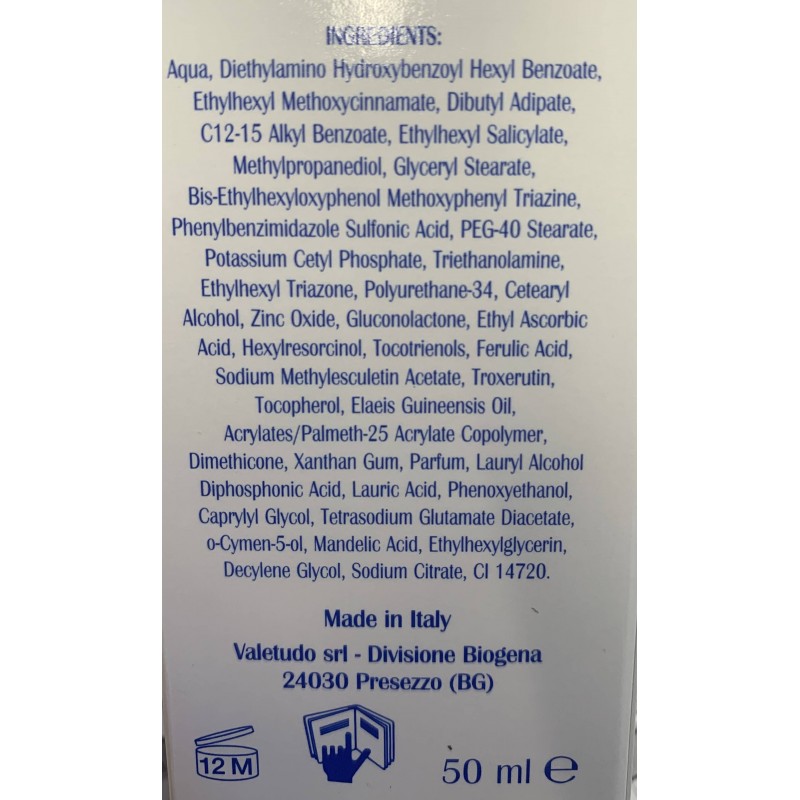 INGREDIENTS:
Aqua, Diethylamino Hydroxybenzoyl Hexyl Benzoate,
Ethylhexyl Methoxycinnamate, Dibutyl Adipate,
C12-15 Alkyl Benzoate, Ethylhexyl Salicylate,
Methylpropanediol, Glyceryl Stearate,
Bis-Ethylhexyloxyphenol Methoxyphenyl Triazine,
Phenylbenzimidazole Sulfonic Acid, PEG-40 Stearate,
Potassium Cetyl Phosphate, Triethanolamine,
Ethylhexyl Triazone, Polyurethane-34, Cetearyl
Alcohol, Zinc Oxide, Gluconolactone, Ethyl Ascorbic
Acid, Hexylresorcinol, Tocotrienols, Ferulic Acid,
Sodium Methylesculetin Acetate, Troxerutin,
Tocopherol, Elaeis Guineensis Oil,
Acrylates/Palmeth-25 Acrylate Copolymer,
Dimethicone, Xanthan Gum, Parfum, Lauryl Alcohol
Diphosphonic Acid, Lauric Acid, Phenoxyethanol,
Caprylyl Glycol, Tetrasodium Glutamate Diacetate,
o-Cymen-5-ol, Mandelic Acid, Ethylhexylglycerin,
Decylene Glycol, Sodium Citrate, CI 14720.
Made in Italy
Valetudo srl - Divisione Biogena
24030 Presezzo (BG)
12 M
50 ml ℮